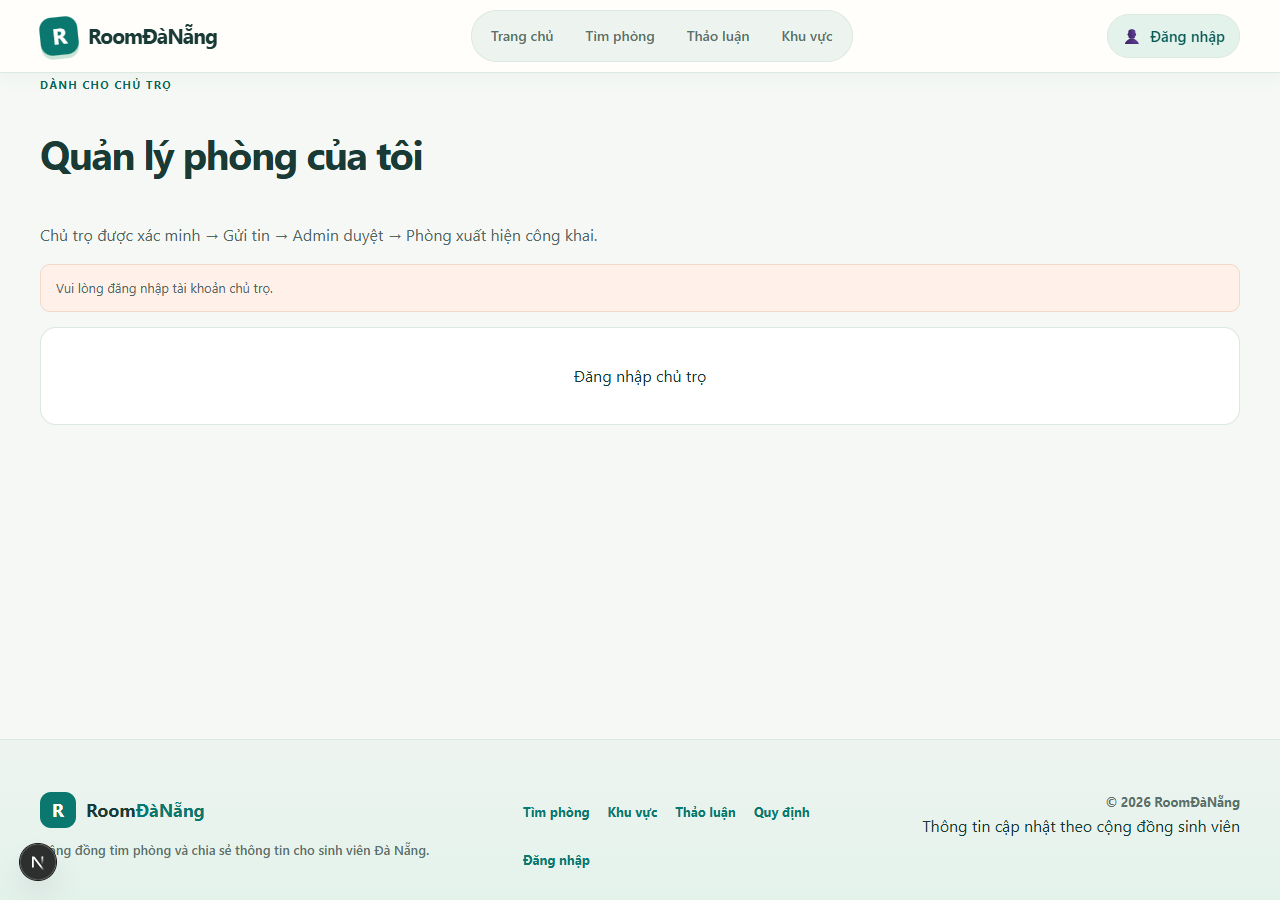 R RoomĐàNẵng
Trang chủ Tìm phòng Thảo luận Khu vực
Đăng nhập
DÀNH CHO CHỦ TRỌ
Quản lý phòng của tôi
Chủ trọ được xác minh → Gửi tin → Admin duyệt → Phòng xuất hiện công khai.
Vui lòng đăng nhập tài khoản chủ trọ.
Đăng nhập chủ trọ
R RoomĐàNẵng
đồng tìm phòng và chia sẻ thông tin cho sinh viên Đà Nẵng.
N
Tìm phòng Khu vực Thảo luận Quy định
Đăng nhập
© 2026 RoomĐàNẵng
Thông tin cập nhật theo cộng đồng sinh viên